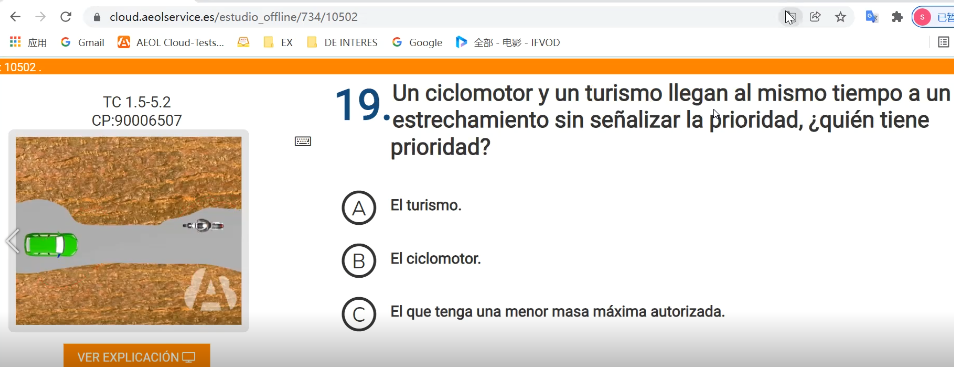 cloud.aeolservice.es/estudio_offline/734/10502
应用 Gmail AEOL Cloud-Tests... EX DE INTERES Google 全部 - 电影 - IFVOD
: 10502 .
TC 1.5-5.2
CP:90006507
19. Un ciclomotor y un turismo llegan al mismo tiempo a un
estrechamiento sin señalizar la prioridad, ¿quién tiene
prioridad?
A El turismo.
B El ciclomotor.
C El que tenga una menor masa máxima autorizada.
VER EXPLICACIÓN